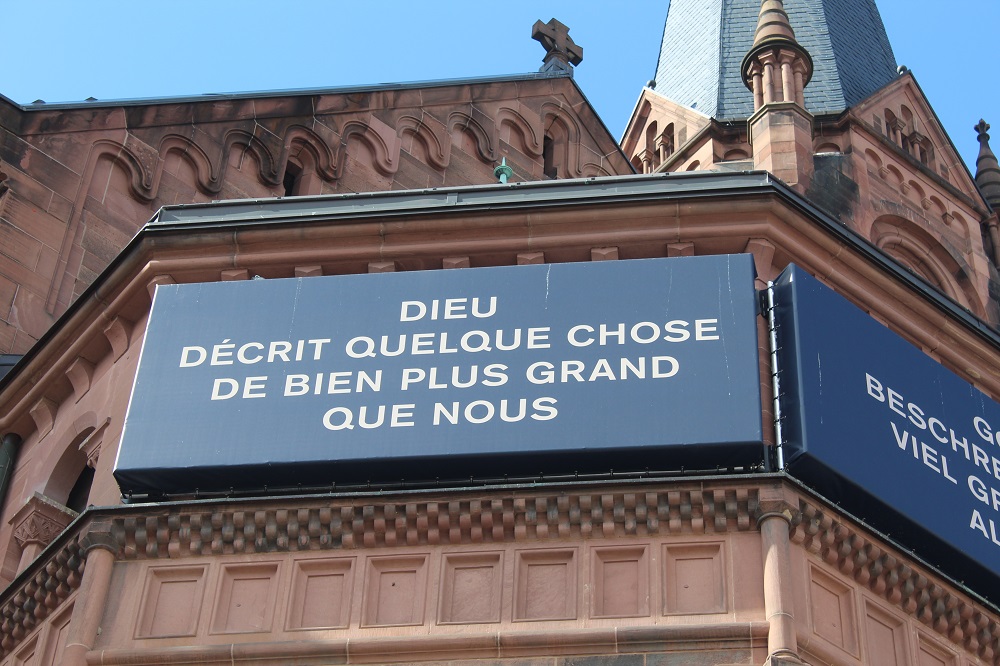 DIEU
DÉCRIT QUELQUE CHOSE
DE BIEN PLUS GRAND
QUE NOUS
VIEL